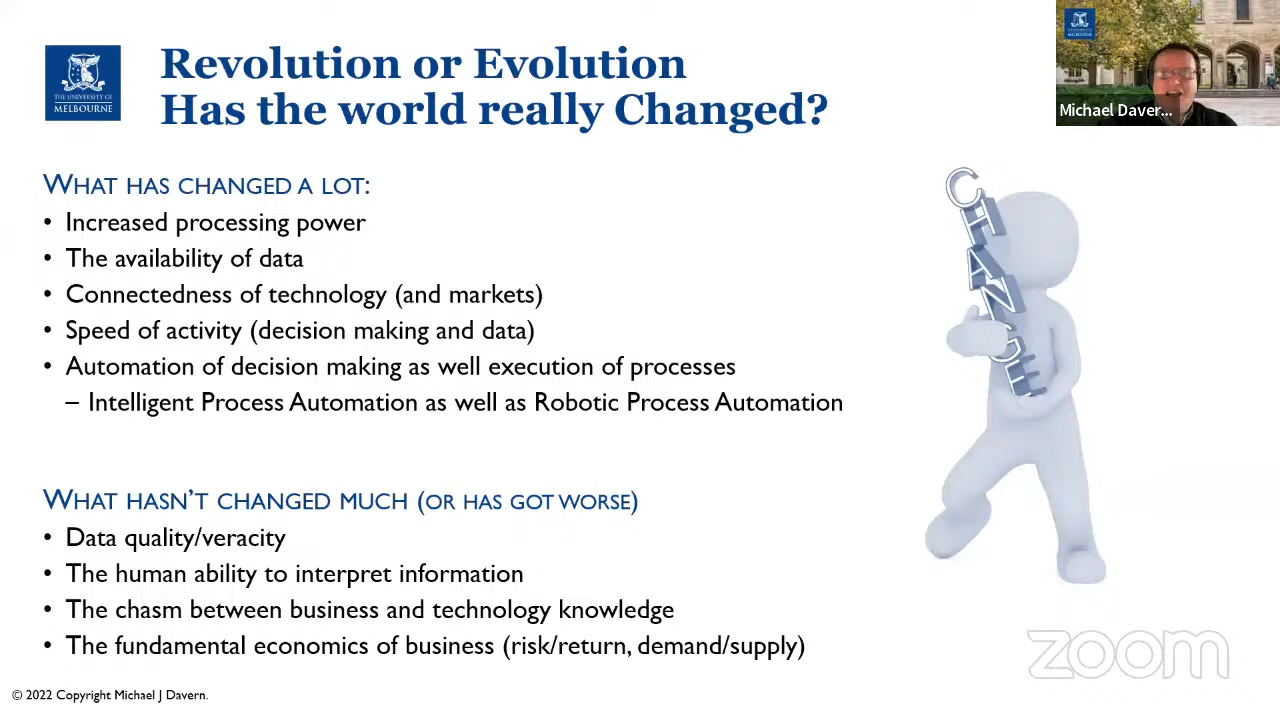 THE UNIVERSITY OF
MELBOURNE
Revolution or Evolution
Has the world really Changed?
Michael Daver...
WHAT HAS CHANGED A LOT:
• Increased processing power
• The availability of data
• Connectedness of technology (and markets)
• Speed of activity (decision making and data)
• Automation of decision making as well execution of processes
– Intelligent Process Automation as well as Robotic Process Automation
CHANGE
WHAT HASN'T CHANGED MUCH (OR HAS GOT WORSE)
• Data quality/veracity
• The human ability to interpret information
• The chasm between business and technology knowledge
• The fundamental economics of business (risk/return, demand/supply)
zoom
© 2022 Copyright Michael J Davern.